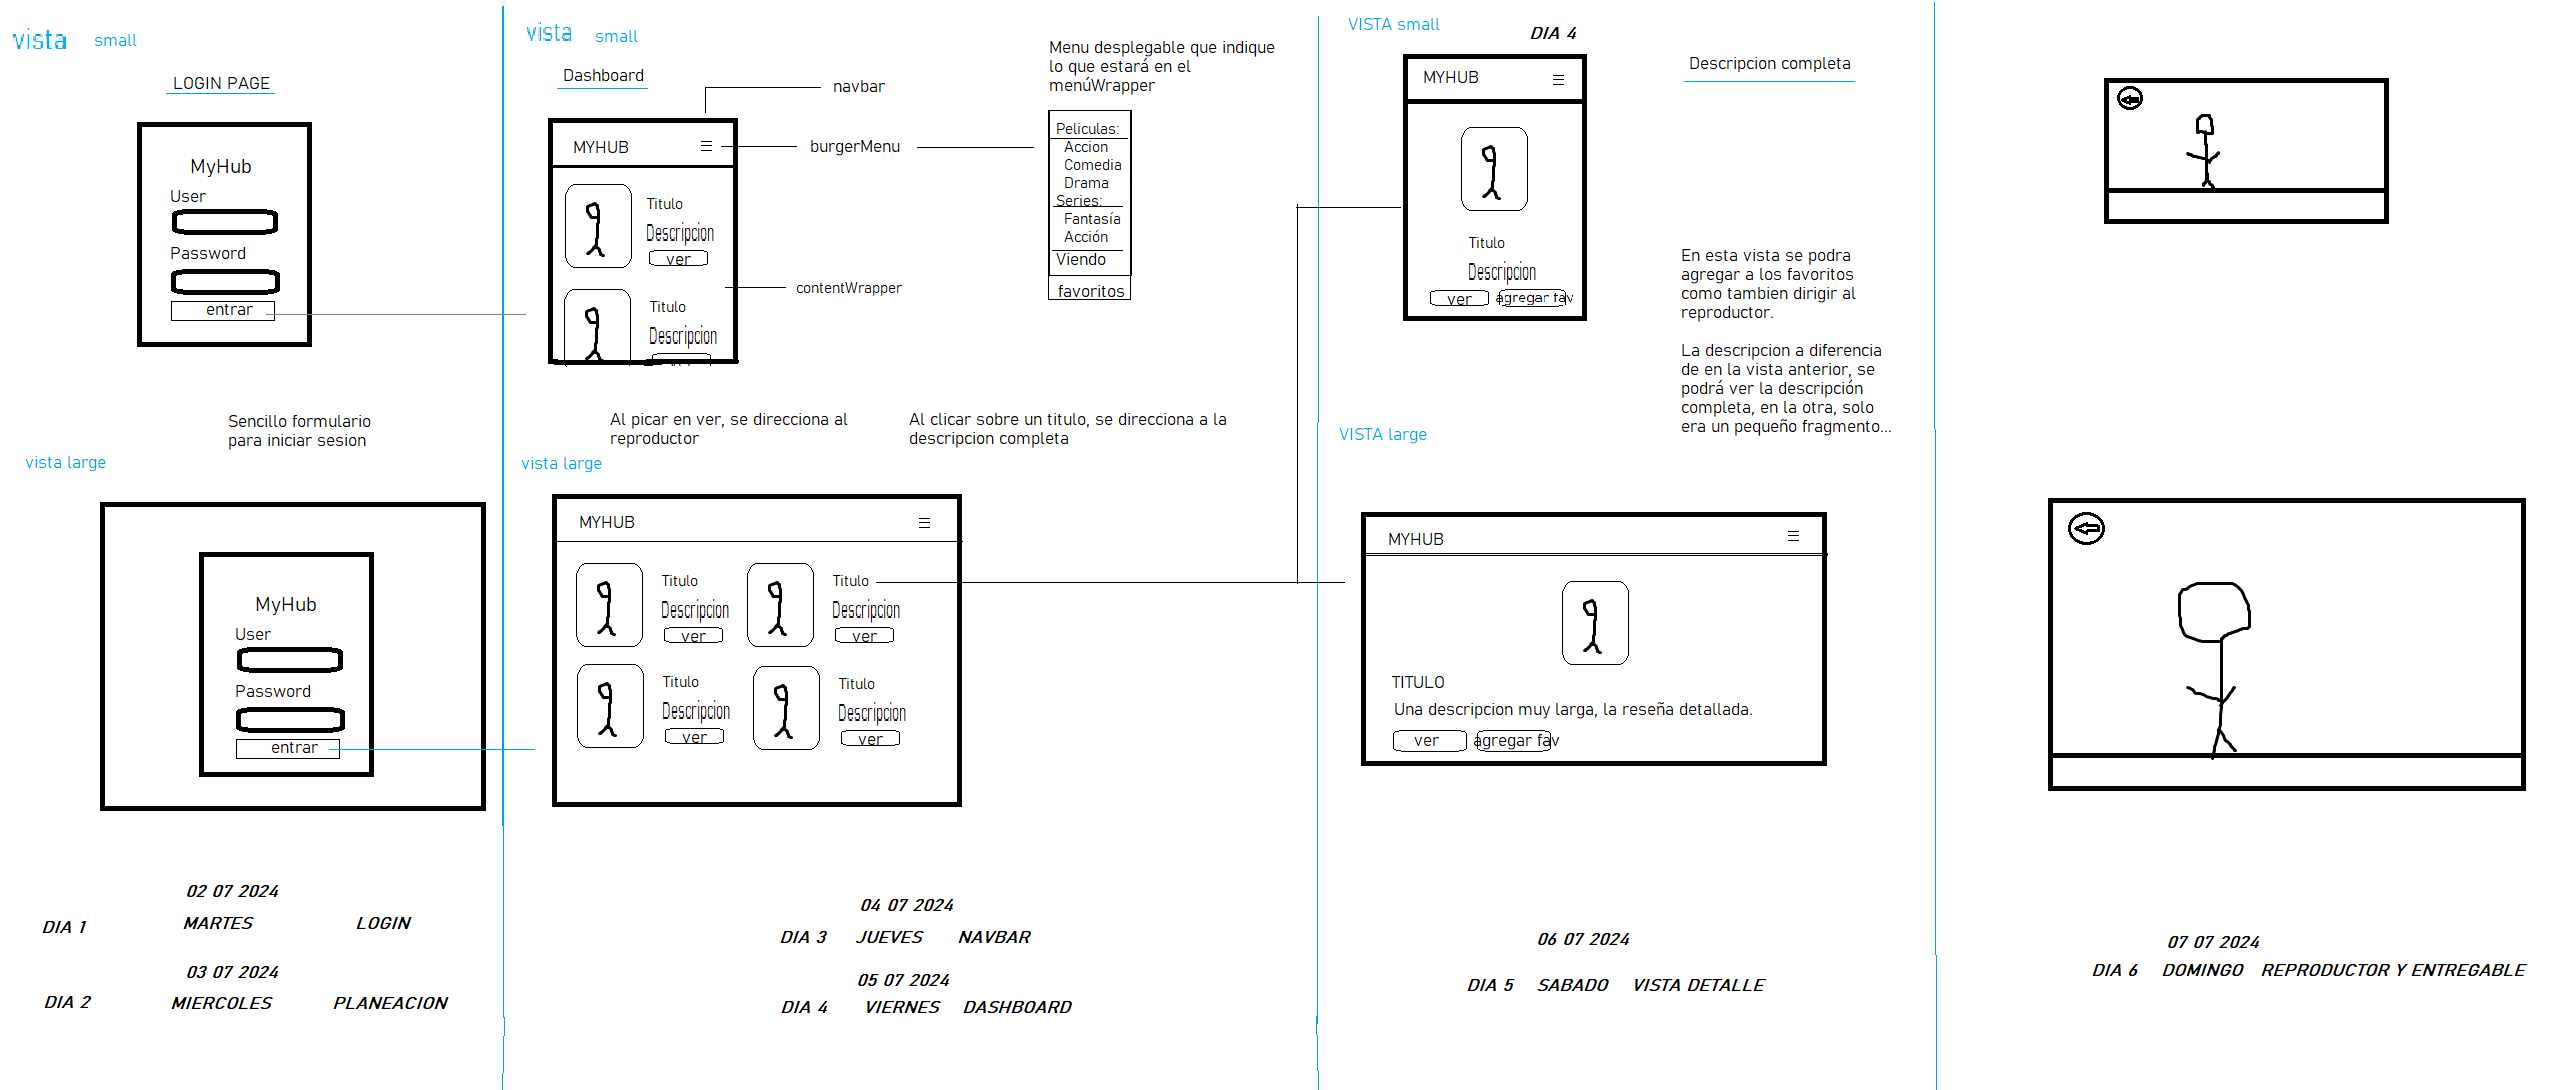 vista small
LOGIN PAGE
MyHub
User
Password
entrar
Sencillo formulario
para iniciar sesion
vista large
MyHub
User
Password
entrar
02 07 2024
DIA 1 MARTES LOGIN
03 07 2024
DIA 2 MIERCOLES PLANEACION
vista small
Dashboard
navbar
MYHUB
burgerMenu
Titulo
Descripcion
ver
contentWrapper
Titulo
Descripcion
Menu desplegable que indique
lo que estará en el
menúWrapper
Peliculas:
Accion
Comedia
Drama
Series:
Fantasía
Acción
Viendo
favoritos
Al picar en ver, se direcciona al
reproductor
Al clicar sobre un titulo, se direcciona a la
descripcion completa
vista large
MYHUB
Titulo
Descripcion
ver
Titulo
Descripcion
ver
Titulo
Descripcion
ver
Titulo
Descripcion
ver
04 07 2024
DIA 3 JUEVES NAVBAR
05 07 2024
DIA 4 VIERNES DASHBOARD
VISTA small
DIA 4
Descripcion completa
MYHUB
Titulo
Descripcion
ver agregar fav
En esta vista se podra
agregar a los favoritos
como tambien dirigir al
reproductor.
La descripcion a diferencia
de en la vista anterior, se
podrá ver la descripción
completa, en la otra, solo
era un pequeño fragmento...
VISTA large
MYHUB
TITULO
Una descripcion muy larga, la reseña detallada.
ver agregar fav
06 07 2024
DIA 5 SABADO VISTA DETALLE
07 07 2024
DIA 6 DOMINGO REPRODUCTOR Y ENTREGABLE